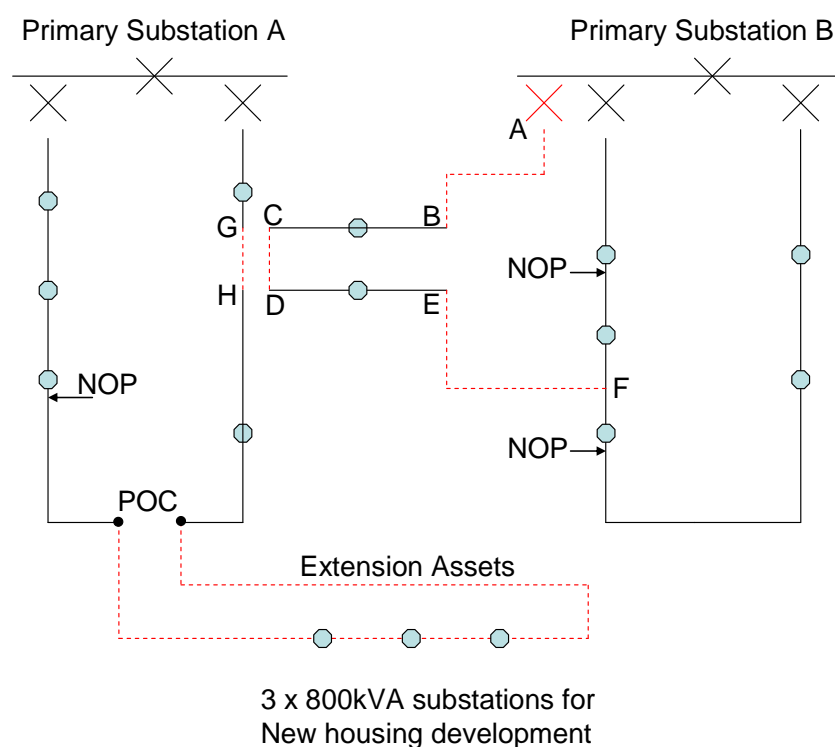 Primary Substation A
Primary Substation B
A
G
C
B
NOP
H
D
E
NOP
F
NOP
POC
Extension Assets
3 x 800kVA substations for
New housing development